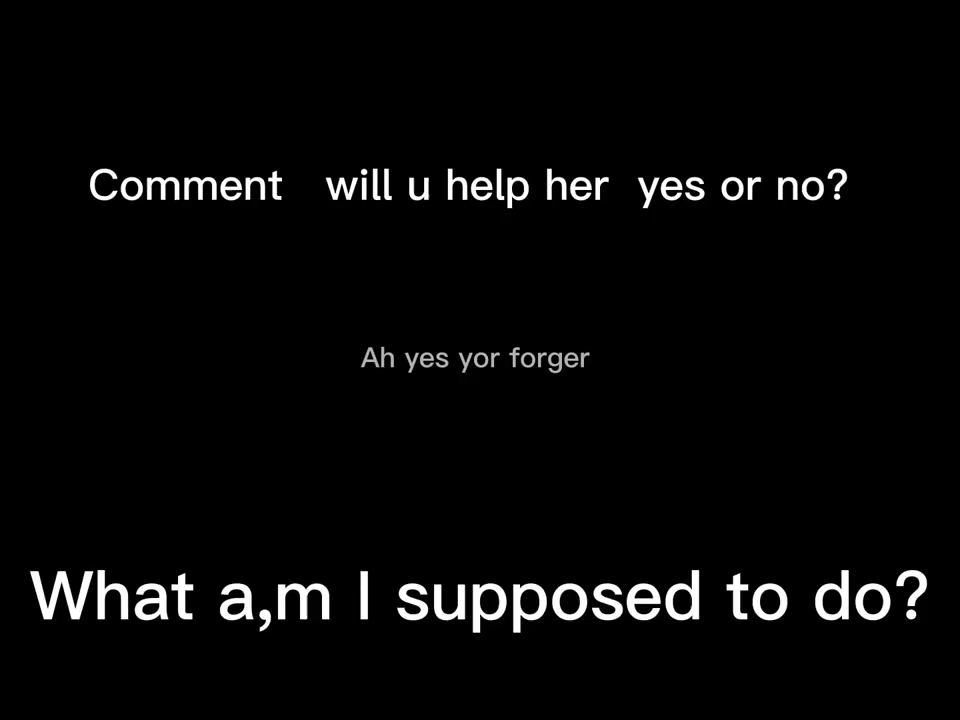 Comment will u help her yes or no?
Ah yes yor forger
What a,m I supposed to do?